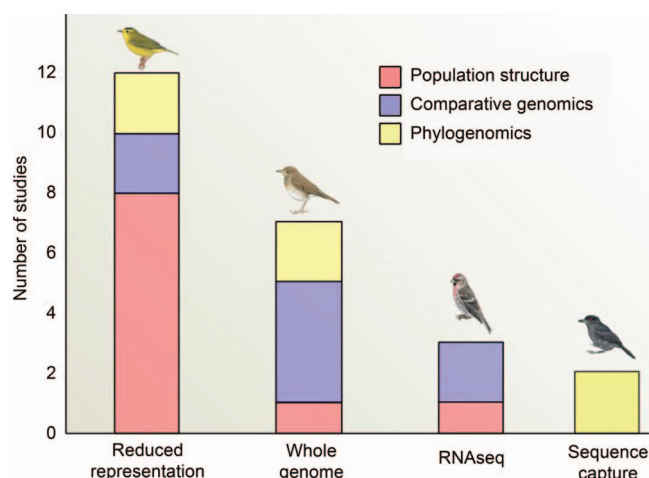 Number of studies
12
10
8
6
4
2
0
Population structure
Comparative genomics
Phylogenomics
Reduced
representation
Whole
genome
RNAseq
Sequence
capture